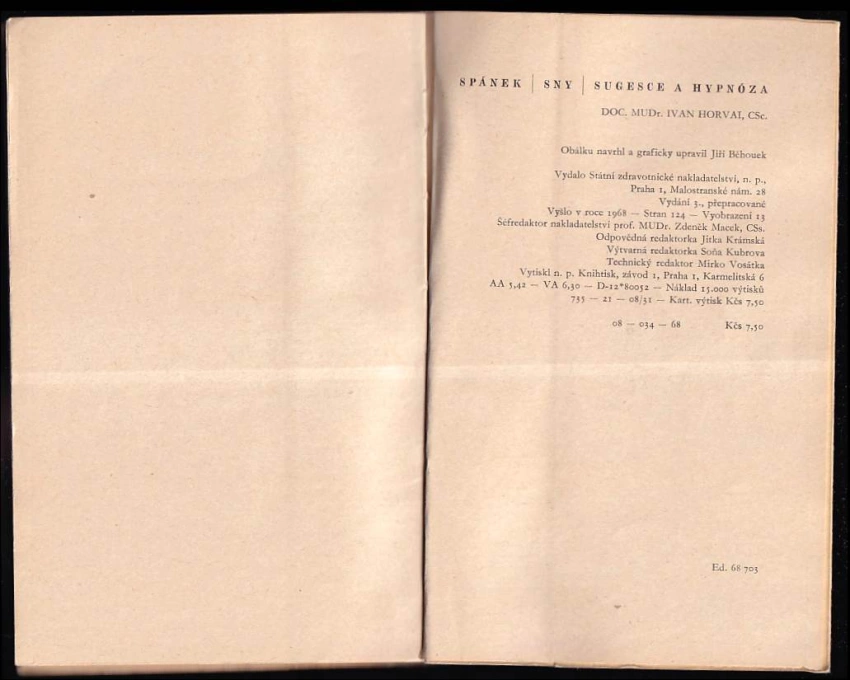 SPÁNEK | SNY | SUGESCE A HYPNÓZA
DOC. MUDr. IVAN HORVAI, CSc.
Obálku navrhl a graficky upravil Jiří Běhounek
Vydalo Státní zdravotnické nakladatelství, n. p.,
Praha 1, Malostranské nám. 28
Vydání 3., přepracované
Vyšlo v roce 1968 — Stran 124 — Vyobrazení 13
Šéfredaktor nakladatelství prof. MUDr. Zdeněk Macek, CSs.
Odpovědná redaktorka Jitka Krámská
Výtvarná redaktorka Soňa Kubrova
Technický redaktor Mirko Vosátka
Vytiskl n. p. Knihtisk, závod 1, Praha 1, Karmelitská 6
AA 5,42 — VA 6,30 — D-12*80052 — Náklad 15.000 výtisků
735 — 21 — 08/31 — Kart. výtisk Kčs 7,50
08 — 034 — 68 Kčs 7,50
Ed. 68 703